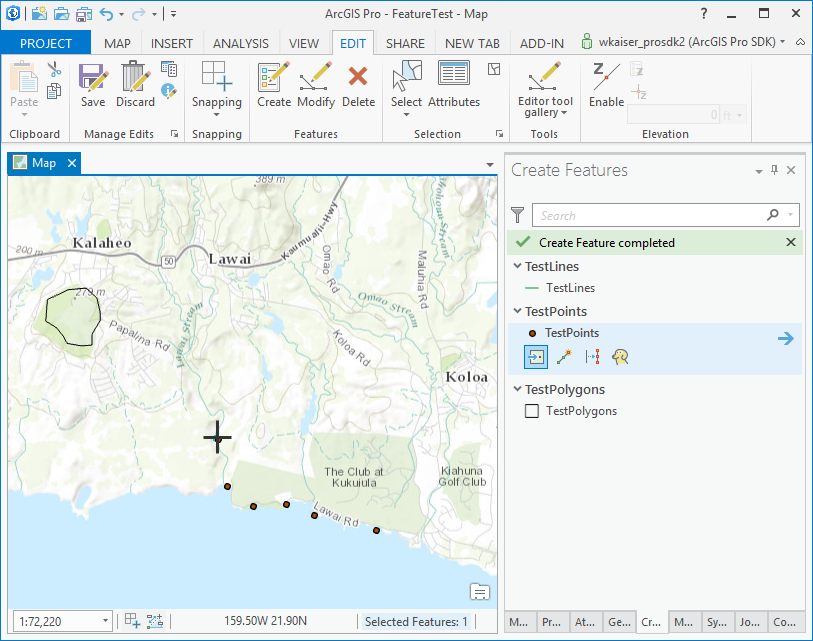 ArcGIS Pro - FeatureTest - Map
?
PROJECT MAP INSERT ANALYSIS VIEW EDIT SHARE NEW TAB ADD-IN wkaiser_prosdk2 (ArcGIS Pro SDK)
Paste Save Discard Snapping Create Modify Delete Select Attributes Editor tool gallery Enable 0 ft
Clipboard Manage Edits Snapping Features Selection Tools Elevation
Map
Create Features
Search
Create Feature completed
TestLines
TestLines
TestPoints
TestPoints
TestPolygons
TestPolygons
389 m
Kalaheo
200 m
50
Lawai
Kaumualii-Hwy
Omao Rd
Maluhia Rd
Omao Stream
279 m
Papalina Rd
Koloa Rd
Koloa
The Club at
Kukuiula
Kiahuna
Golf Club
Lawai Rd
1:72,220 159.50W 21.90N Selected Features: 1
M... Pr... At... Ge... Cr... M... Sy... Jo... Co...